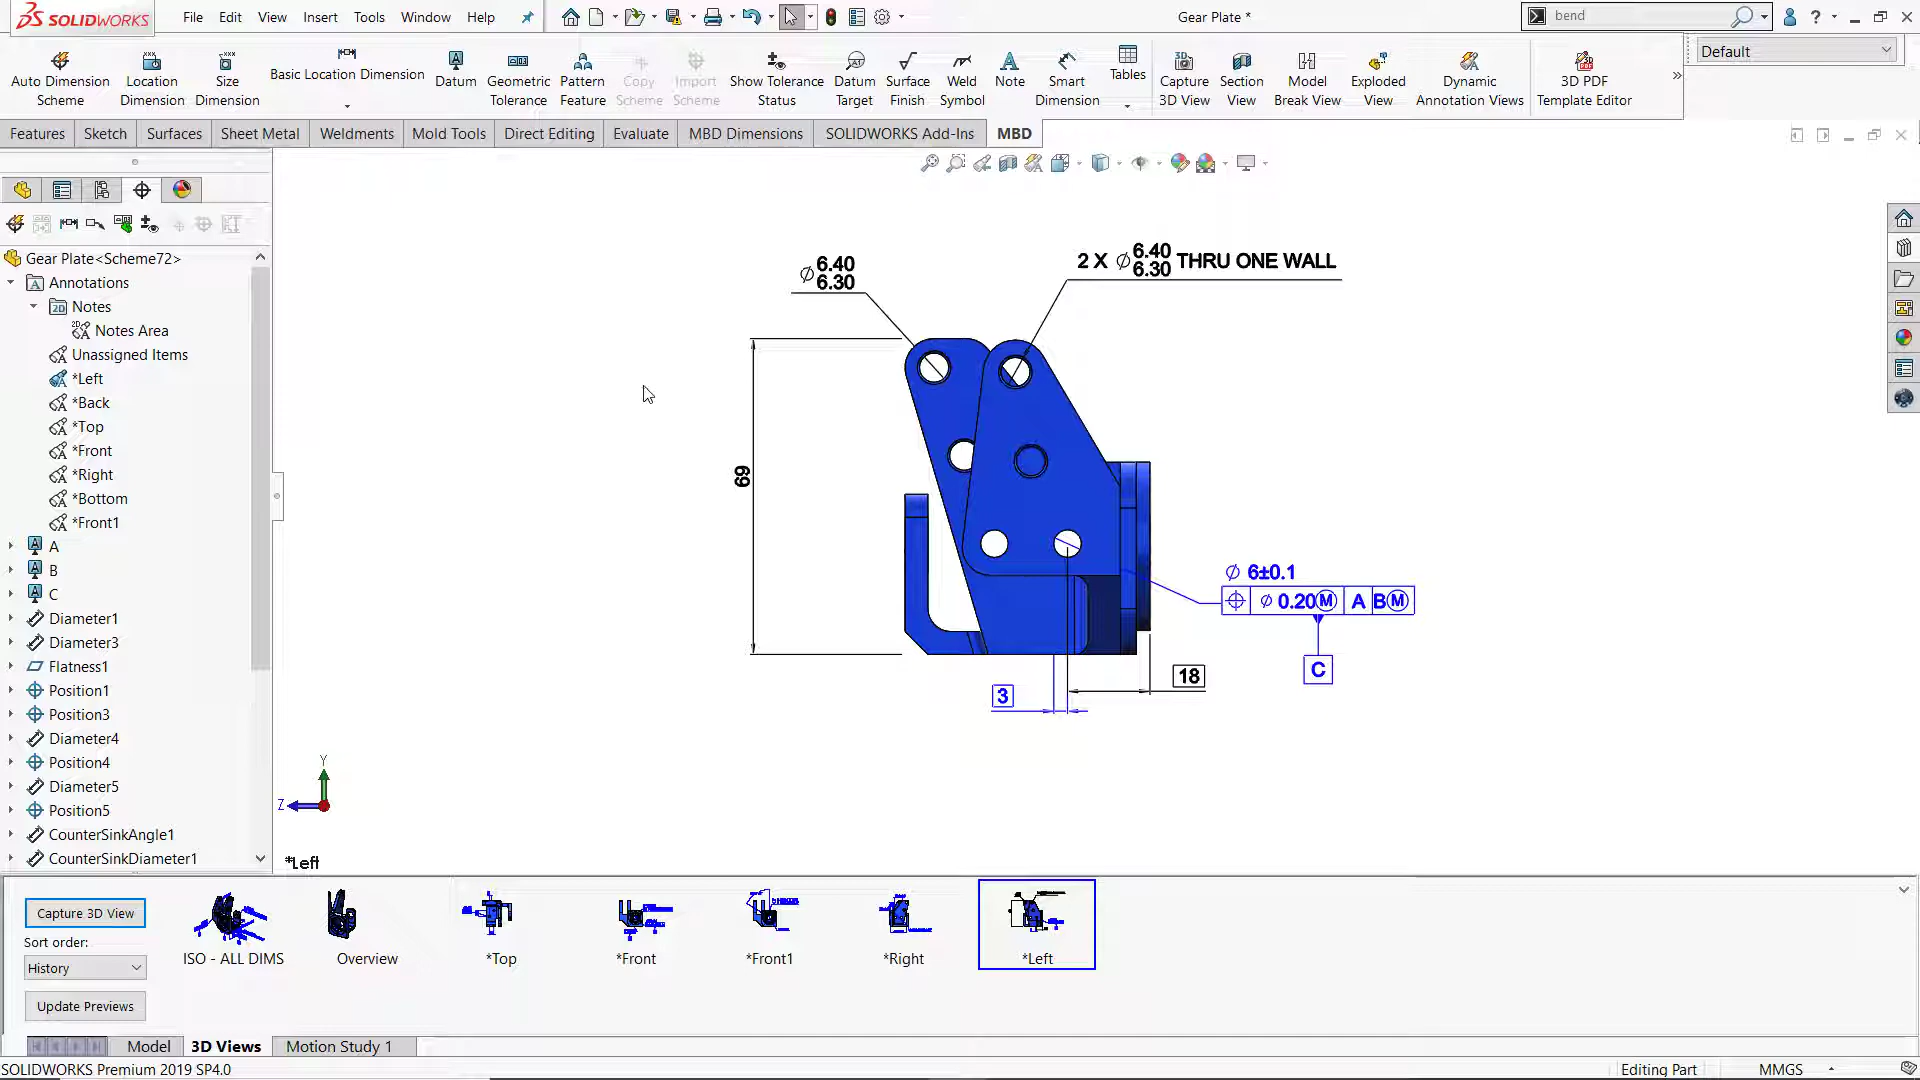 SOLIDWORKS File Edit View Insert Tools Window Help Gear Plate * bend ?
Auto Dimension Scheme
Location Dimension
Size Dimension
Basic Location Dimension
Datum
Geometric Tolerance
Pattern Feature
Copy Scheme
Import Scheme
Show Tolerance Status
Datum Target
Surface Finish
Weld Symbol
Note
Smart Dimension
Tables
Capture 3D View
Section View
Model Break View
Exploded View
Dynamic Annotation Views
3D PDF Template Editor
Default
Features Sketch Surfaces Sheet Metal Weldments Mold Tools Direct Editing Evaluate MBD Dimensions SOLIDWORKS Add-Ins MBD
Gear Plate<Scheme72>
Annotations
Notes
Notes Area
Unassigned Items
*Left
*Back
*Top
*Front
*Right
*Bottom
*Front1
A
B
C
Diameter1
Diameter3
Flatness1
Position1
Position3
Diameter4
Position4
Diameter5
Position5
CounterSinkAngle1
CounterSinkDiameter1
∅ 6.40
6.30
2 X ∅ 6.40 THRU ONE WALL
6.30
69
∅ 6±0.1
⌖ ∅ 0.20Ⓜ A BⓂ
C
18
3
Y
Z
*Left
Capture 3D View
Sort order:
History
Update Previews
ISO - ALL DIMS Overview *Top *Front *Front1 *Right *Left
Model 3D Views Motion Study 1
SOLIDWORKS Premium 2019 SP4.0 Editing Part MMGS